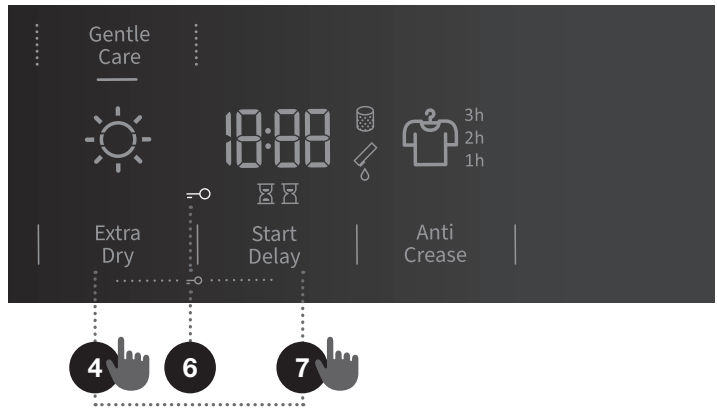 Gentle
Care
18:88
3h
2h
1h
Extra
Dry
Start
Delay
Anti
Crease
4
6
7